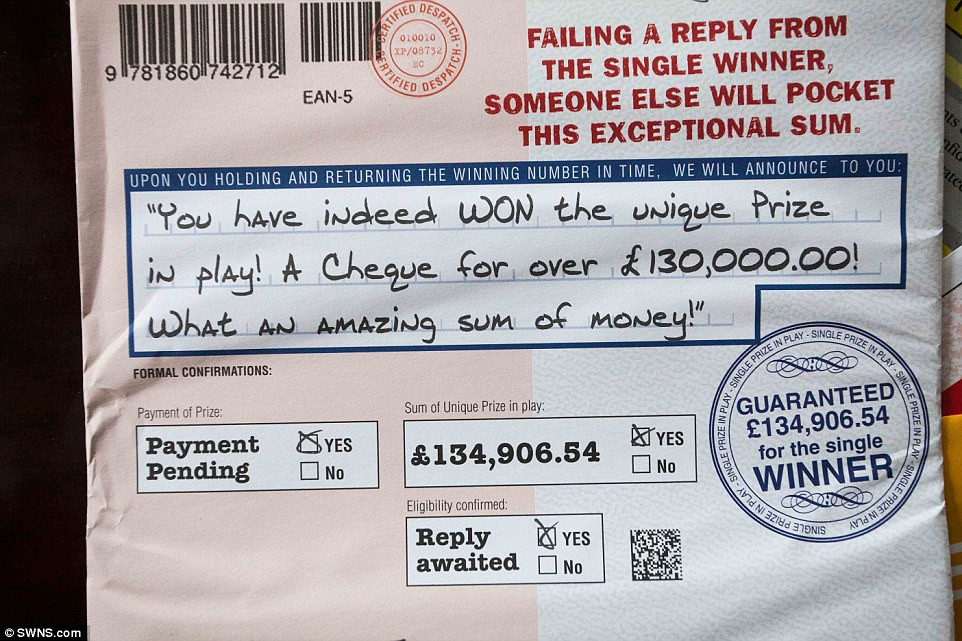 9 781860 742712
EAN-5
CERTIFIED DESPATCH
010010
XP/08732
EC
CERTIFIED DESPATCH
FAILING A REPLY FROM
THE SINGLE WINNER,
SOMEONE ELSE WILL POCKET
THIS EXCEPTIONAL SUM.
UPON YOU HOLDING AND RETURNING THE WINNING NUMBER IN TIME, WE WILL ANNOUNCE TO YOU:
"You have indeed WON the unique Prize
in play! A Cheque for over £130,000.00!
What an amazing sum of money!"
FORMAL CONFIRMATIONS:
Payment of Prize:
Payment
Pending
YES
No
Sum of Unique Prize in play:
£134,906.54
YES
No
Eligibility confirmed:
Reply
awaited
YES
No
SINGLE PRIZE IN PLAY - SINGLE PRIZE IN PLAY - SINGLE PRIZE IN PLAY - SINGLE PRIZE IN PLAY -
GUARANTEED
£134,906.54
for the single
WINNER
© SWNS.com